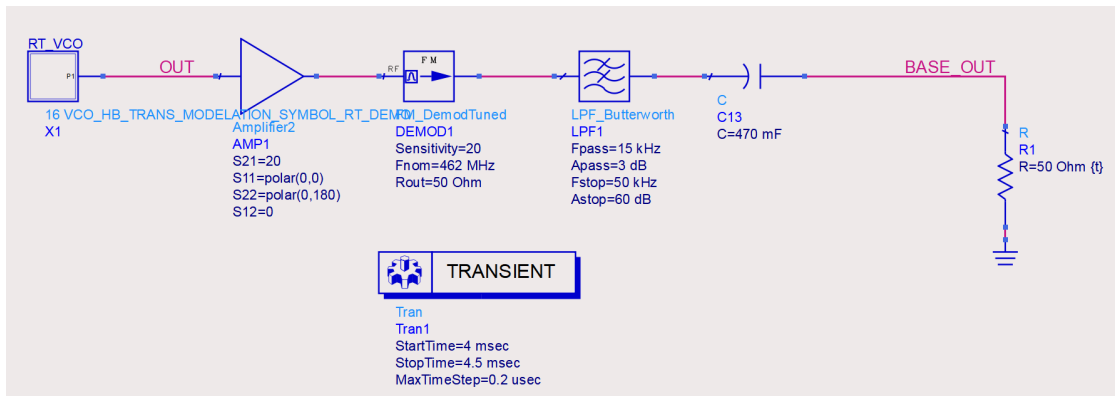 RT_VCO
P1
16 VCO_HB_TRANS_MODELATION_SYMBOL_RT_DEMO
X1
OUT
Amplifier2
AMP1
S21=20
S11=polar(0,0)
S22=polar(0,180)
S12=0
RF
FM
FM_DemodTuned
DEMOD1
Sensitivity=20
Fnom=462 MHz
Rout=50 Ohm
LPF_Butterworth
LPF1
Fpass=15 kHz
Apass=3 dB
Fstop=50 kHz
Astop=60 dB
C
C13
C=470 mF
BASE_OUT
R
R1
R=50 Ohm {t}
TRANSIENT
Tran
Tran1
StartTime=4 msec
StopTime=4.5 msec
MaxTimeStep=0.2 usec